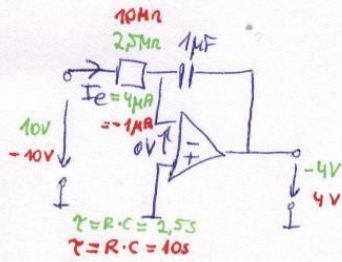 10MΩ
2,5MΩ 1µF
Ie=4µA
=-1µA
10V
-10V
0V
-4V
4V
τ=R·C=2,5s
τ=R·C=10s